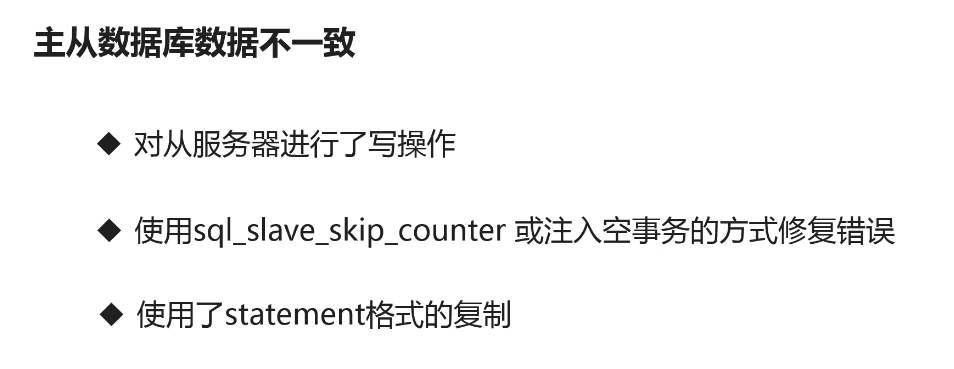 主从数据库数据不一致
◆ 对从服务器进行了写操作
◆ 使用sql_slave_skip_counter 或注入空事务的方式修复错误
◆ 使用了statement格式的复制